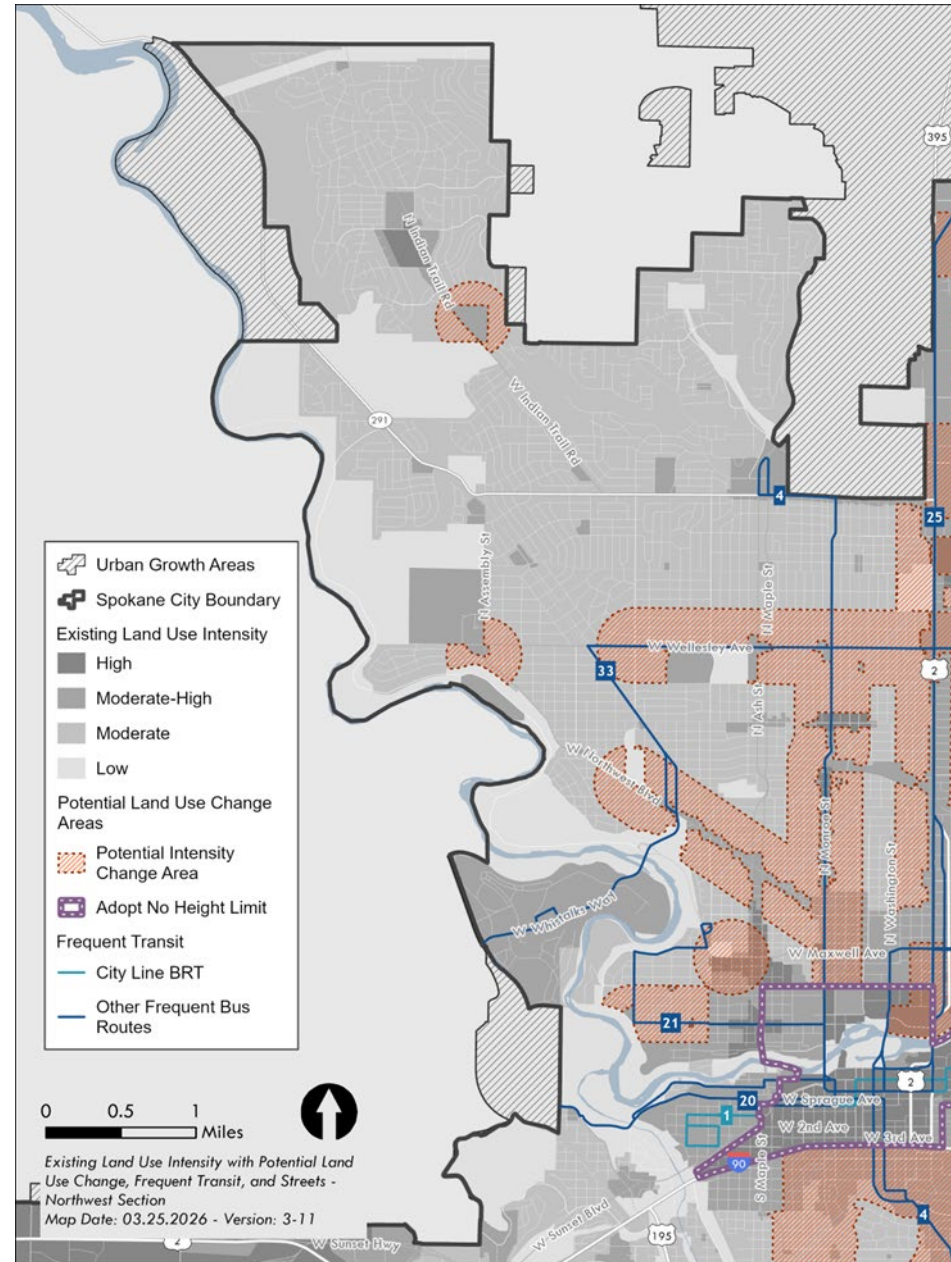 395
N Indian Trail Rd
W Indian Trail Rd
291
4
25
N Assembly St
N Maple St
W Wellesley Ave
33
2
N Ash St
W Northwest Blvd
N Monroe St
N Washington St
W Whistalks Way
W Maxwell Ave
21
2
20
W Sprague Ave
1
W 2nd Ave
W 3rd Ave
90
S Maple St
W Sunset Blvd
195
4
2
W Sunset Hwy
Urban Growth Areas
Spokane City Boundary
Existing Land Use Intensity
High
Moderate-High
Moderate
Low
Potential Land Use Change
Areas
Potential Intensity
Change Area
Adopt No Height Limit
Frequent Transit
City Line BRT
Other Frequent Bus
Routes
0 0.5 1
Miles
Existing Land Use Intensity with Potential Land
Use Change, Frequent Transit, and Streets -
Northwest Section
Map Date: 03.25.2026 - Version: 3-11